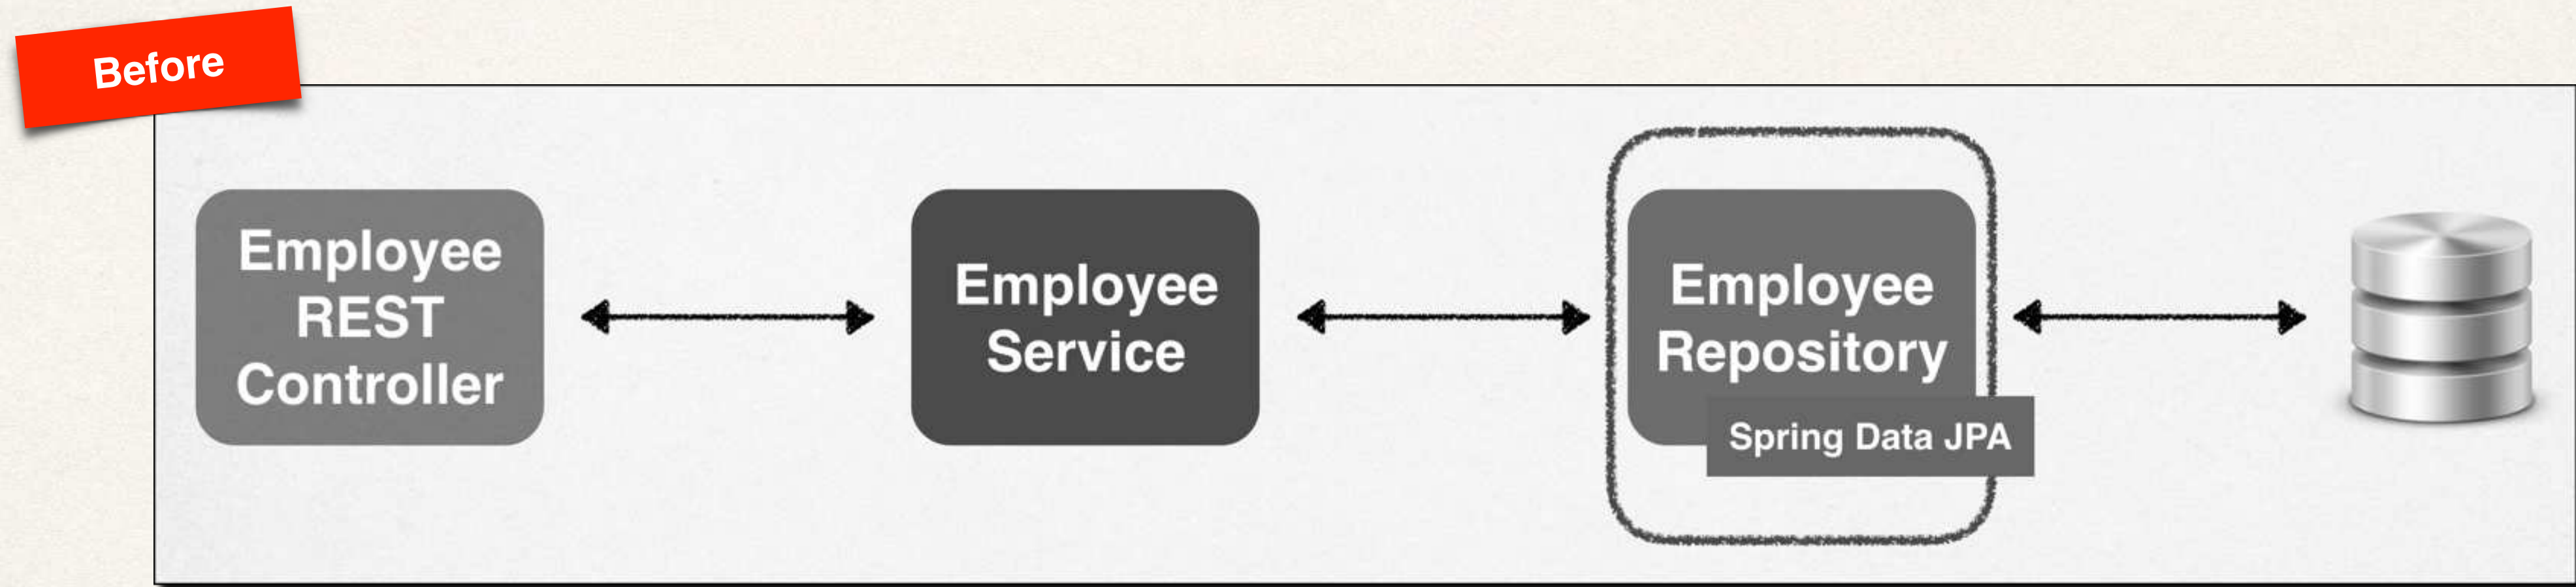 Before
Employee
REST
Controller
Employee
Service
Employee
Repository
Spring Data JPA